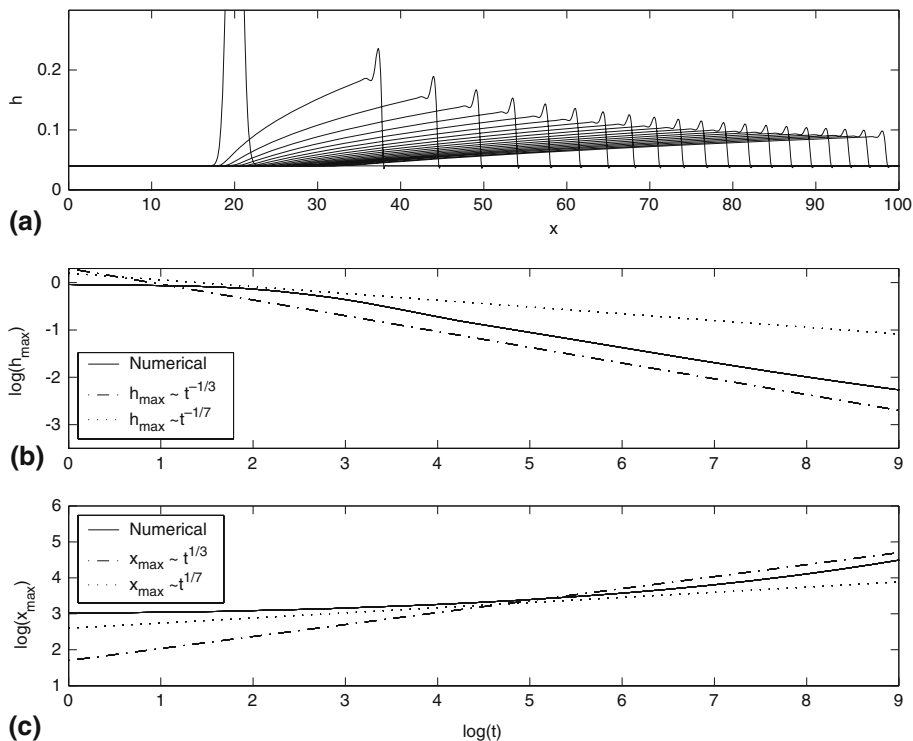 0.2
0.1
0
h
0 10 20 30 40 50 60 70 80 90 100
x
(a)
0
-1
-2
-3
log(h_max)
Numerical
h_max ~ t^-1/3
h_max ~t^-1/7
0 1 2 3 4 5 6 7 8 9
(b)
6
5
4
3
2
1
log(x_max)
Numerical
x_max ~ t^1/3
x_max ~t^1/7
0 1 2 3 4 5 6 7 8 9
log(t)
(c)